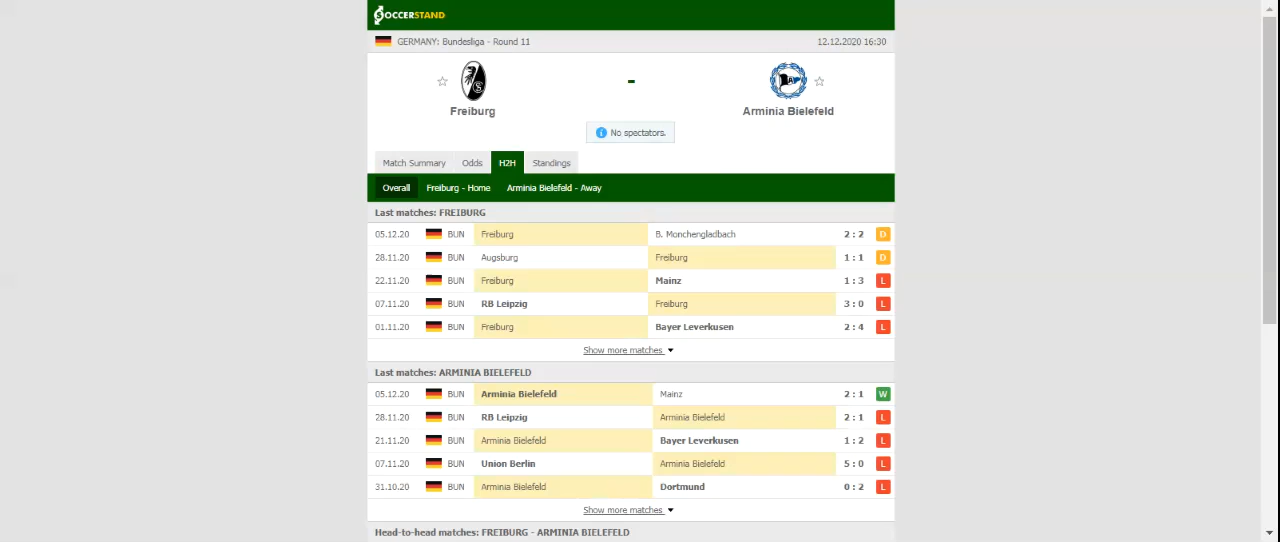 SOCCERSTAND
GERMANY: Bundesliga - Round 11 12.12.2020 16:30
-
Freiburg Arminia Bielefeld
No spectators.
Match Summary Odds H2H Standings
Overall Freiburg - Home Arminia Bielefeld - Away
Last matches: FREIBURG
05.12.20 BUN Freiburg B. Monchengladbach 2 : 2 D
28.11.20 BUN Augsburg Freiburg 1 : 1 D
22.11.20 BUN Freiburg Mainz 1 : 3 L
07.11.20 BUN RB Leipzig Freiburg 3 : 0 L
01.11.20 BUN Freiburg Bayer Leverkusen 2 : 4 L
Show more matches
Last matches: ARMINIA BIELEFELD
05.12.20 BUN Arminia Bielefeld Mainz 2 : 1 W
28.11.20 BUN RB Leipzig Arminia Bielefeld 2 : 1 L
21.11.20 BUN Arminia Bielefeld Bayer Leverkusen 1 : 2 L
07.11.20 BUN Union Berlin Arminia Bielefeld 5 : 0 L
31.10.20 BUN Arminia Bielefeld Dortmund 0 : 2 L
Show more matches
Head-to-head matches: FREIBURG - ARMINIA BIELEFELD